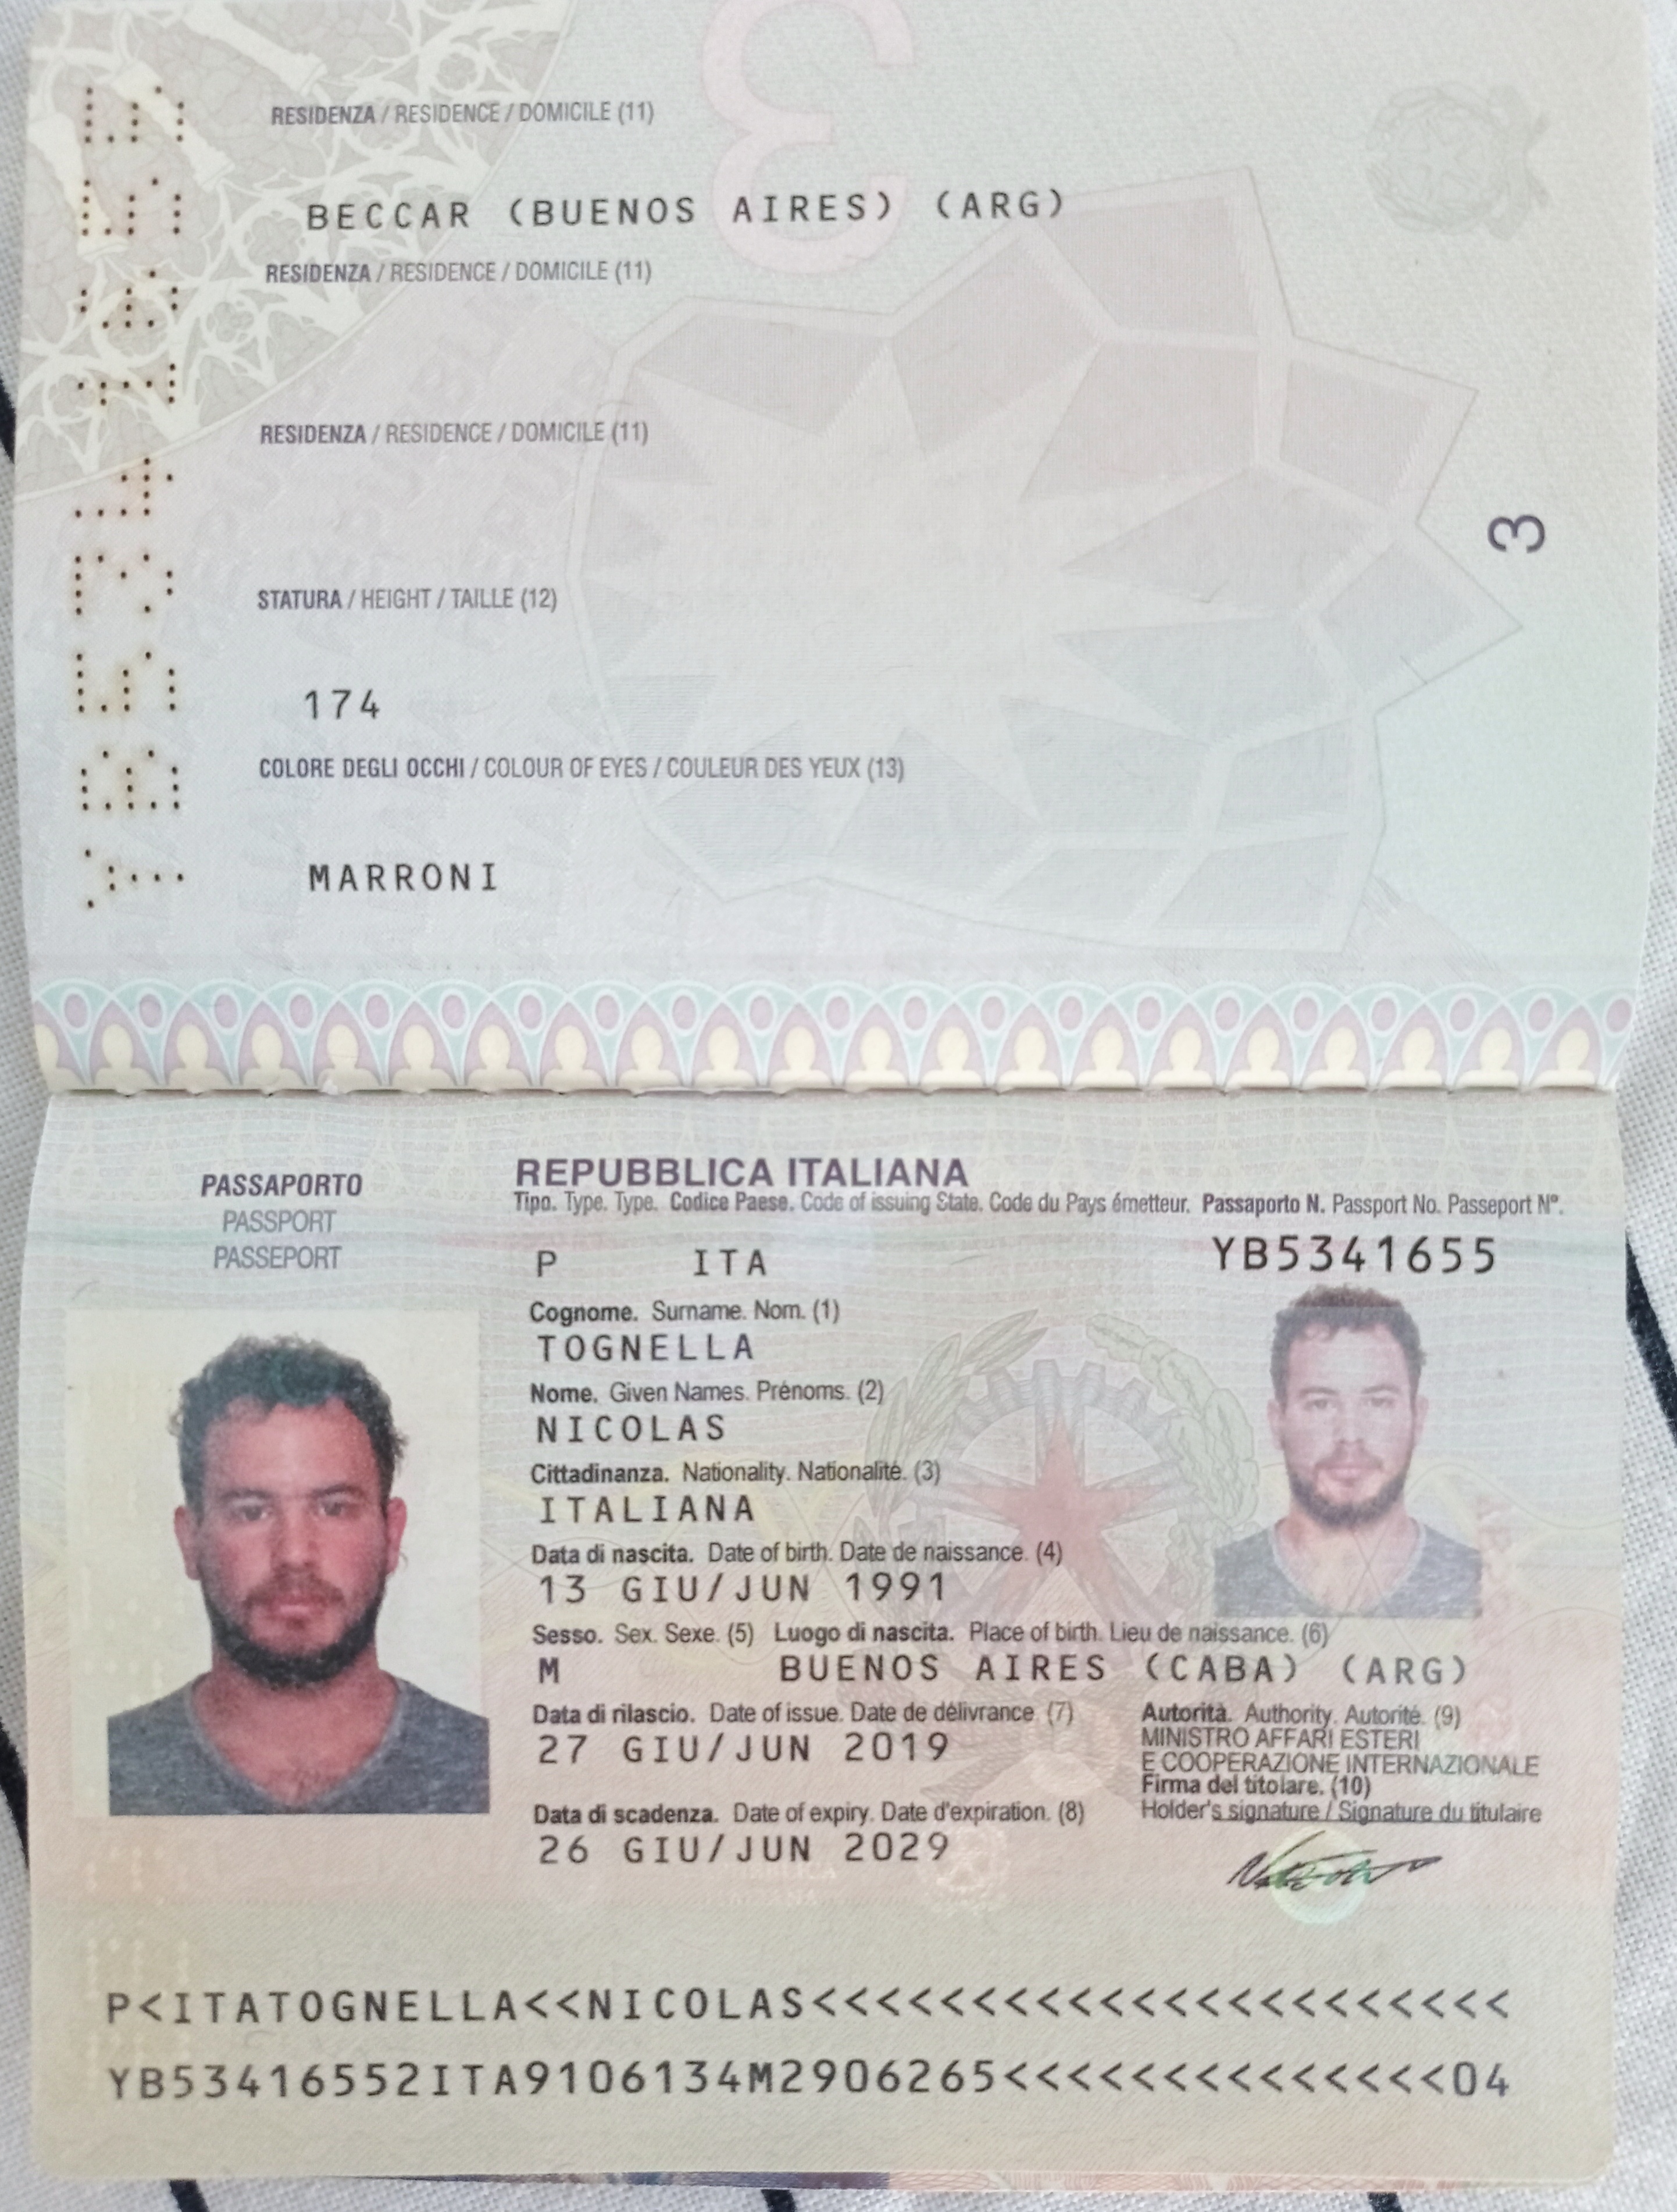 RESIDENZA / RESIDENCE / DOMICILE (11)
BECCAR (BUENOS AIRES) (ARG)
RESIDENZA / RESIDENCE / DOMICILE (11)
RESIDENZA / RESIDENCE / DOMICILE (11)
STATURA / HEIGHT / TAILLE (12)
174
COLORE DEGLI OCCHI / COLOUR OF EYES / COULEUR DES YEUX (13)
MARRONI
YB5341655
3
3
PASSAPORTO
PASSPORT
PASSEPORT
REPUBBLICA ITALIANA
Tipo. Type. Type. Codice Paese. Code of issuing State. Code du Pays émetteur. Passaporto N. Passport No. Passeport N°.
P ITA YB5341655
Cognome. Surname. Nom. (1)
TOGNELLA
Nome. Given Names. Prénoms. (2)
NICOLAS
Cittadinanza. Nationality. Nationalité. (3)
ITALIANA
Data di nascita. Date of birth. Date de naissance. (4)
13 GIU/JUN 1991
Sesso. Sex. Sexe. (5) Luogo di nascita. Place of birth. Lieu de naissance. (6)
M BUENOS AIRES (CABA) (ARG)
Data di rilascio. Date of issue. Date de délivrance (7)
27 GIU/JUN 2019
Autorità. Authority. Autorité. (9)
MINISTRO AFFARI ESTERI
E COOPERAZIONE INTERNAZIONALE
Firma del titolare. (10)
Holder's signature / Signature du titulaire
Data di scadenza. Date of expiry. Date d'expiration. (8)
26 GIU/JUN 2029
P<ITATOGNELLA<<NICOLAS<<<<<<<<<<<<<<<<<<<<<<
YB53416552ITA9106134M2906265<<<<<<<<<<<<<<04